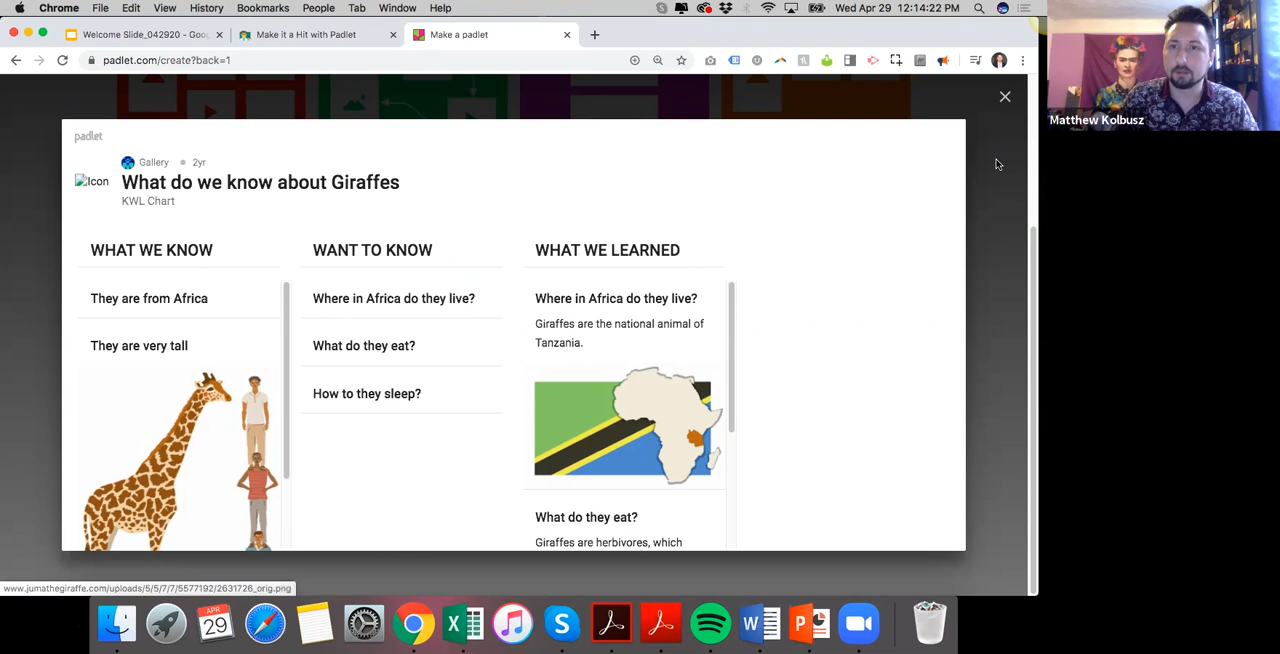 Chrome File Edit View History Bookmarks People Tab Window Help
Wed Apr 29 12:14:22 PM
Welcome Slide_042920 - Goo
Make it a Hit with Padlet
Make a padlet
padlet.com/create?back=1
Matthew Kolbusz
padlet
Gallery 2yr
Icon
What do we know about Giraffes
KWL Chart
WHAT WE KNOW
They are from Africa
They are very tall
WANT TO KNOW
Where in Africa do they live?
What do they eat?
How to they sleep?
WHAT WE LEARNED
Where in Africa do they live?
Giraffes are the national animal of
Tanzania.
What do they eat?
Giraffes are herbivores, which
www.jumathegiraffe.com/uploads/5/5/7/7/5577192/2631726_orig.png
APR
29